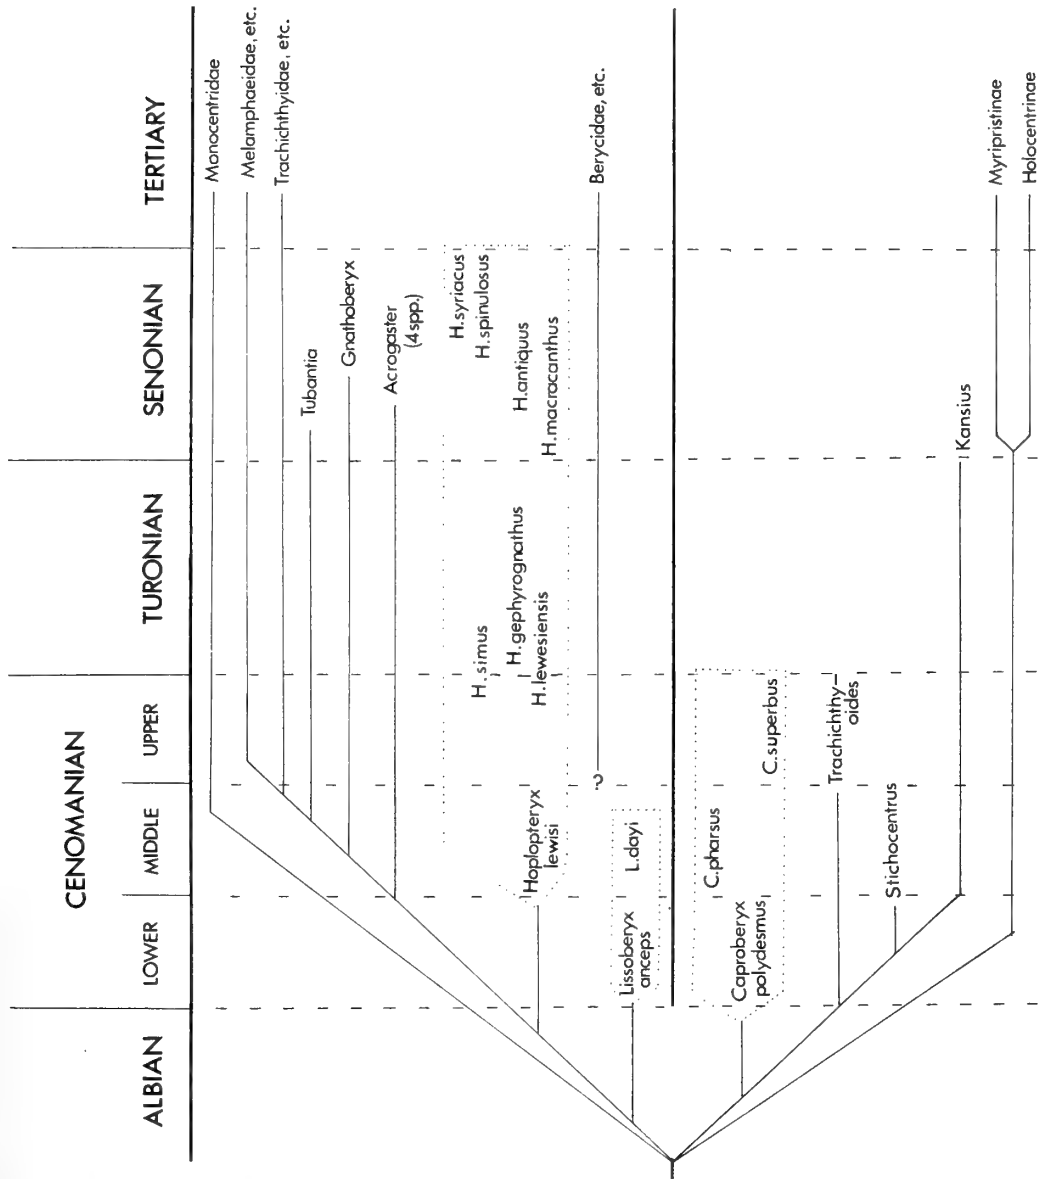 TERTIARY
SENONIAN
TURONIAN
CENOMANIAN
UPPER
MIDDLE
LOWER
ALBIAN
Monocentridae
Melamphaeidae, etc.
Trachichthyidae, etc.
Tubantia
Gnathoberyx
Acrogaster
(4 spp.)
H. syriacus
H. spinulosus
H. antiquus
H. macracanthus
H. simus
H. gephyrognathus
H. lewesiensis
Hoplopteryx
lewisi
Berycidae, etc.
?
Lissoberyx
anceps
L. dayi
C. pharsus
Caproberyx
polydesmus
C. superbus
Trachichthy–
oides
Stichocentrus
Kansius
Myripristinae
Holocentrinae